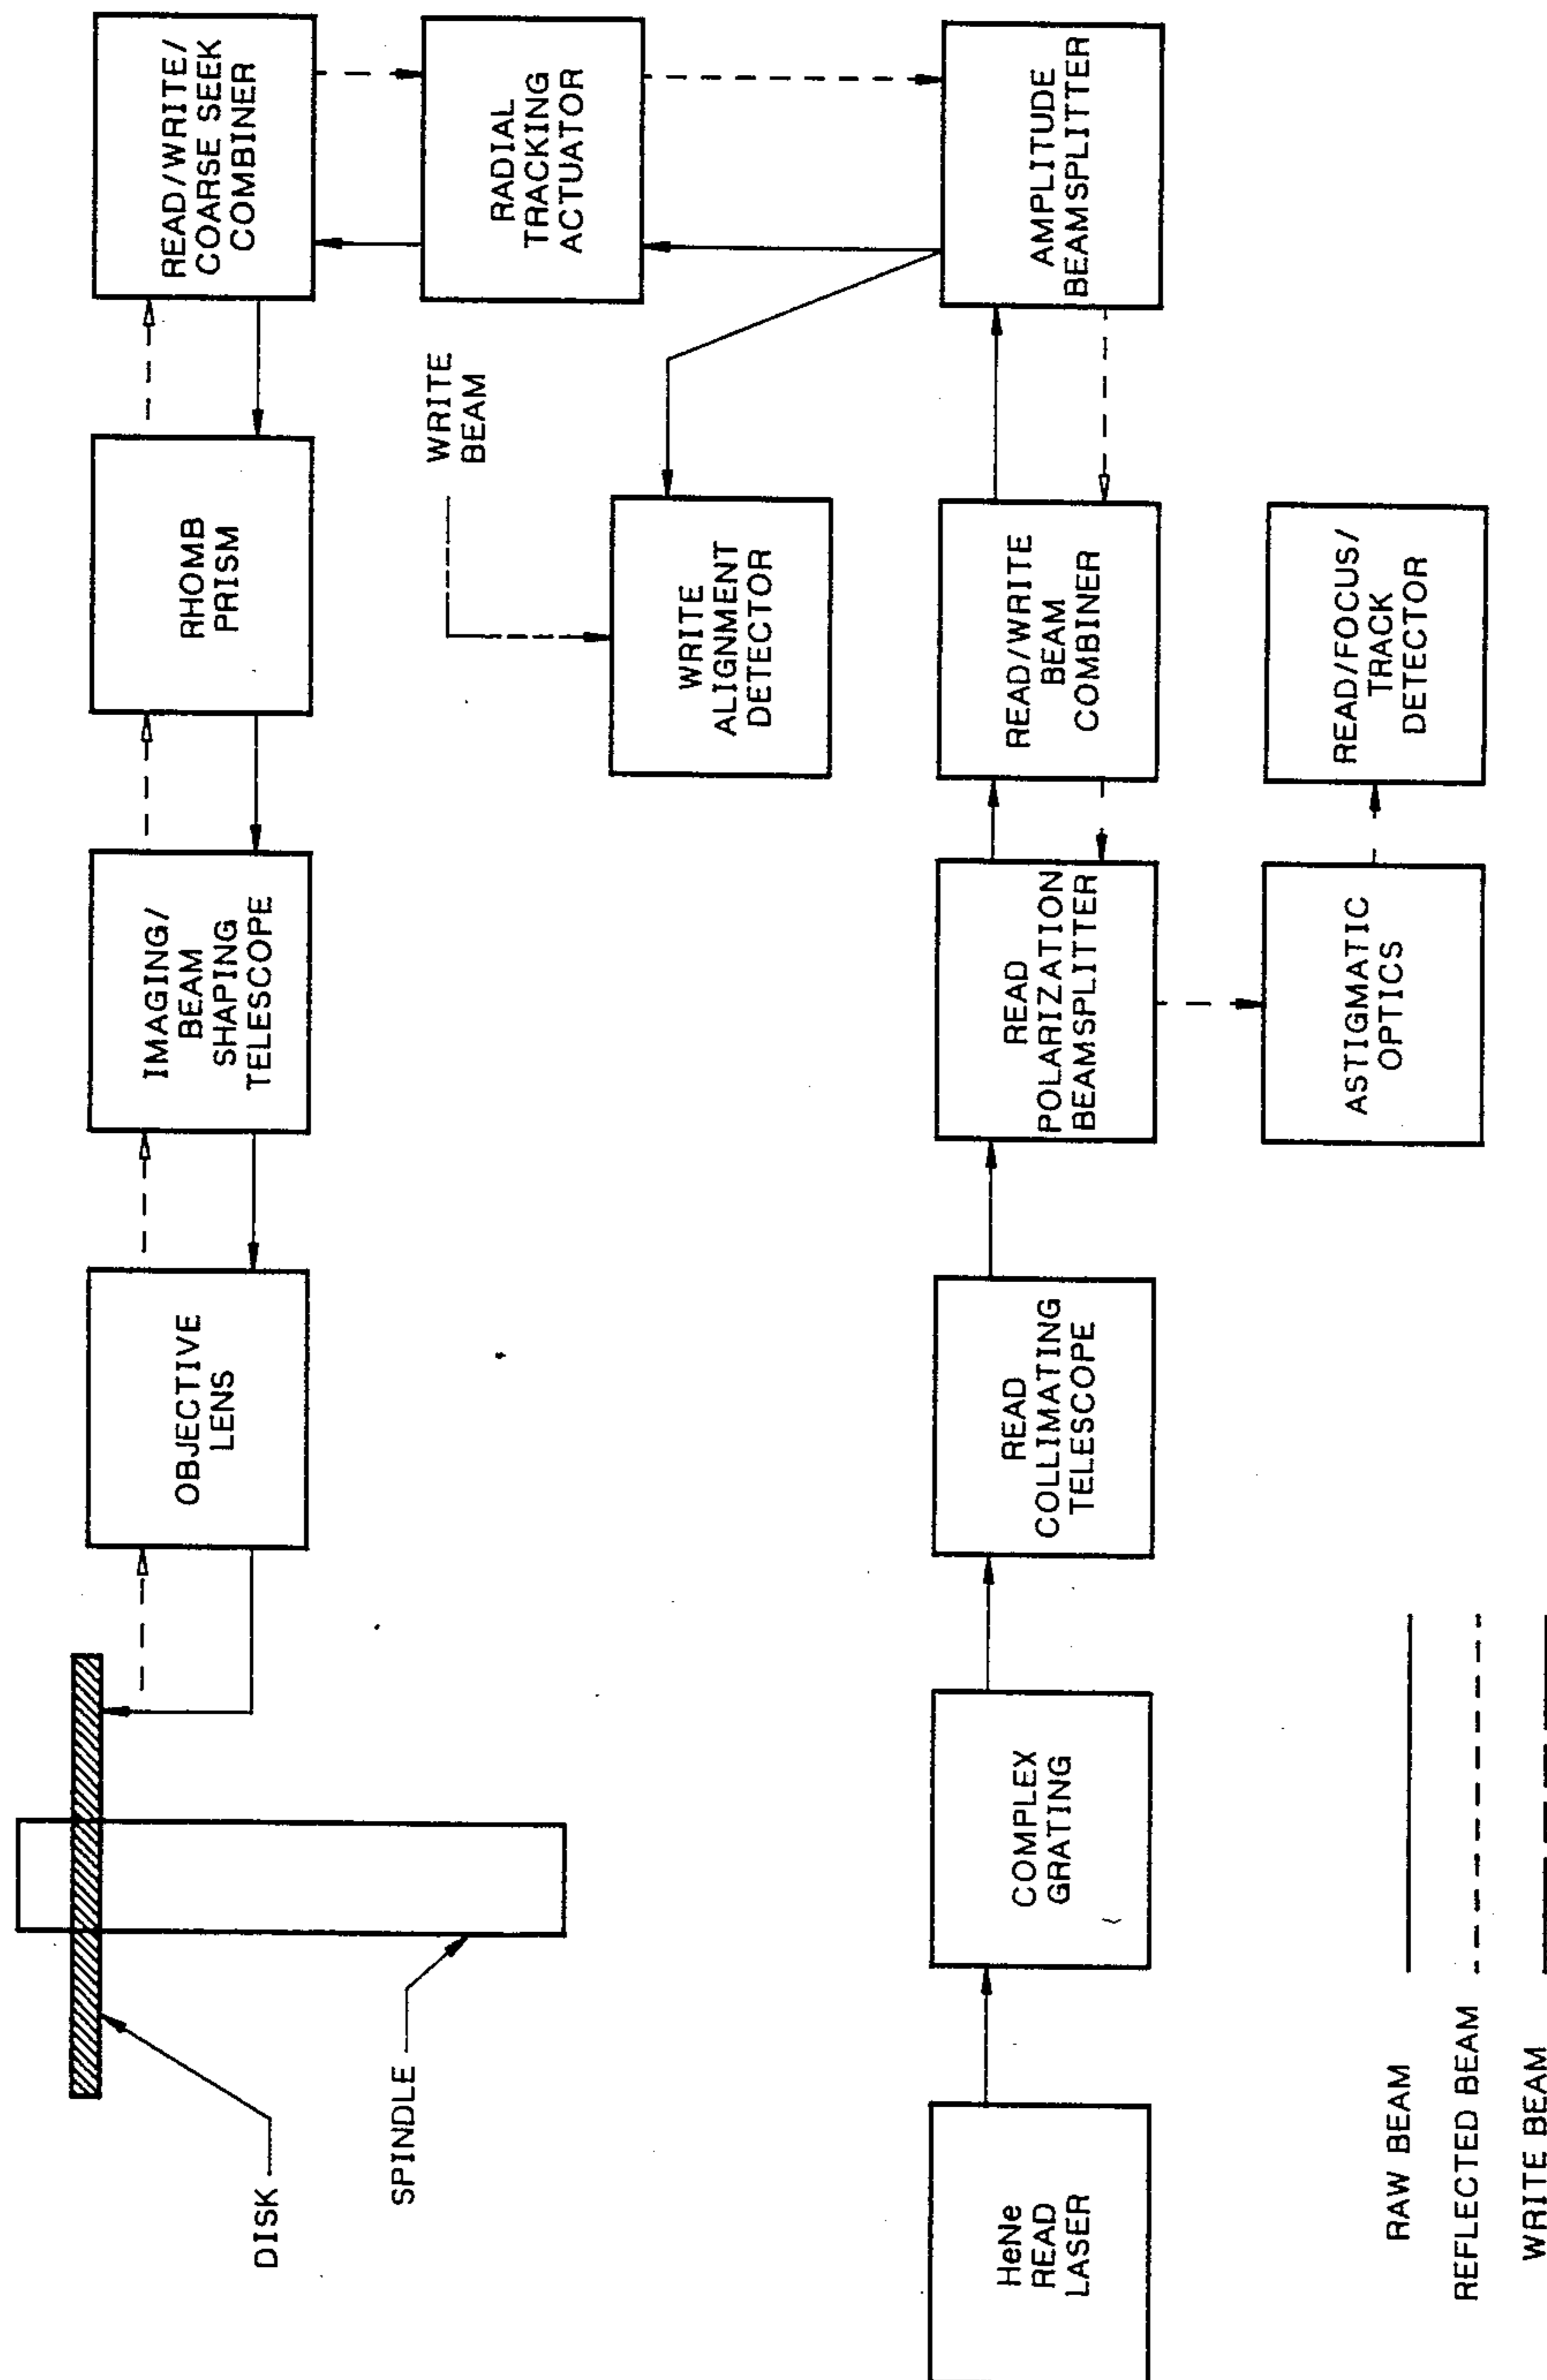 DISK
SPINDLE
OBJECTIVE
LENS
IMAGING/
BEAM
SHAPING
TELESCOPE
RHOMB
PRISM
READ/WRITE/
COARSE SEEK
COMBINER
RADIAL
TRACKING
ACTUATOR
WRITE
BEAM
WRITE
ALIGNMENT
DETECTOR
HeNe
READ
LASER
COMPLEX
GRATING
READ
COLLIMATING
TELESCOPE
READ
POLARIZATION
BEAMSPLITTER
READ/WRITE
BEAM
COMBINER
AMPLITUDE
BEAMSPLITTER
ASTIGMATIC
OPTICS
READ/FOCUS/
TRACK
DETECTOR
RAW BEAM
REFLECTED BEAM
WRITE BEAM